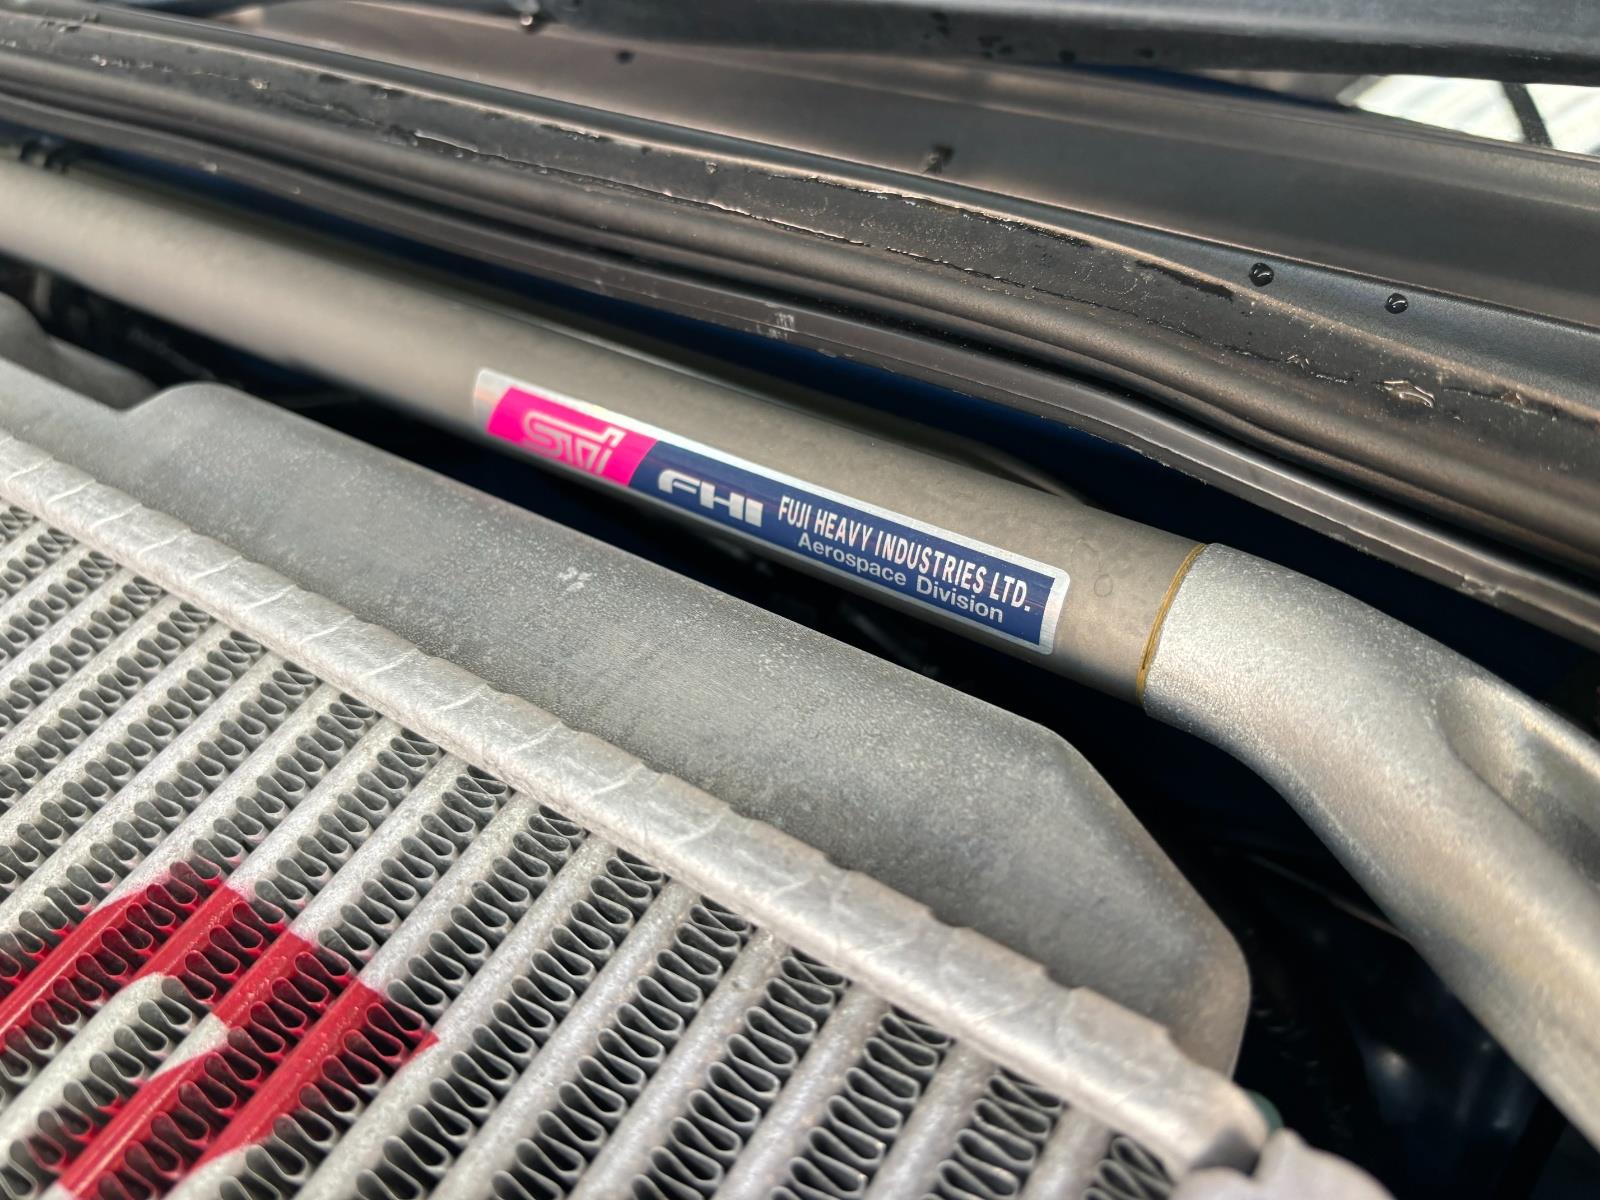 STi FHI FUJI HEAVY INDUSTRIES LTD.
Aerospace Division